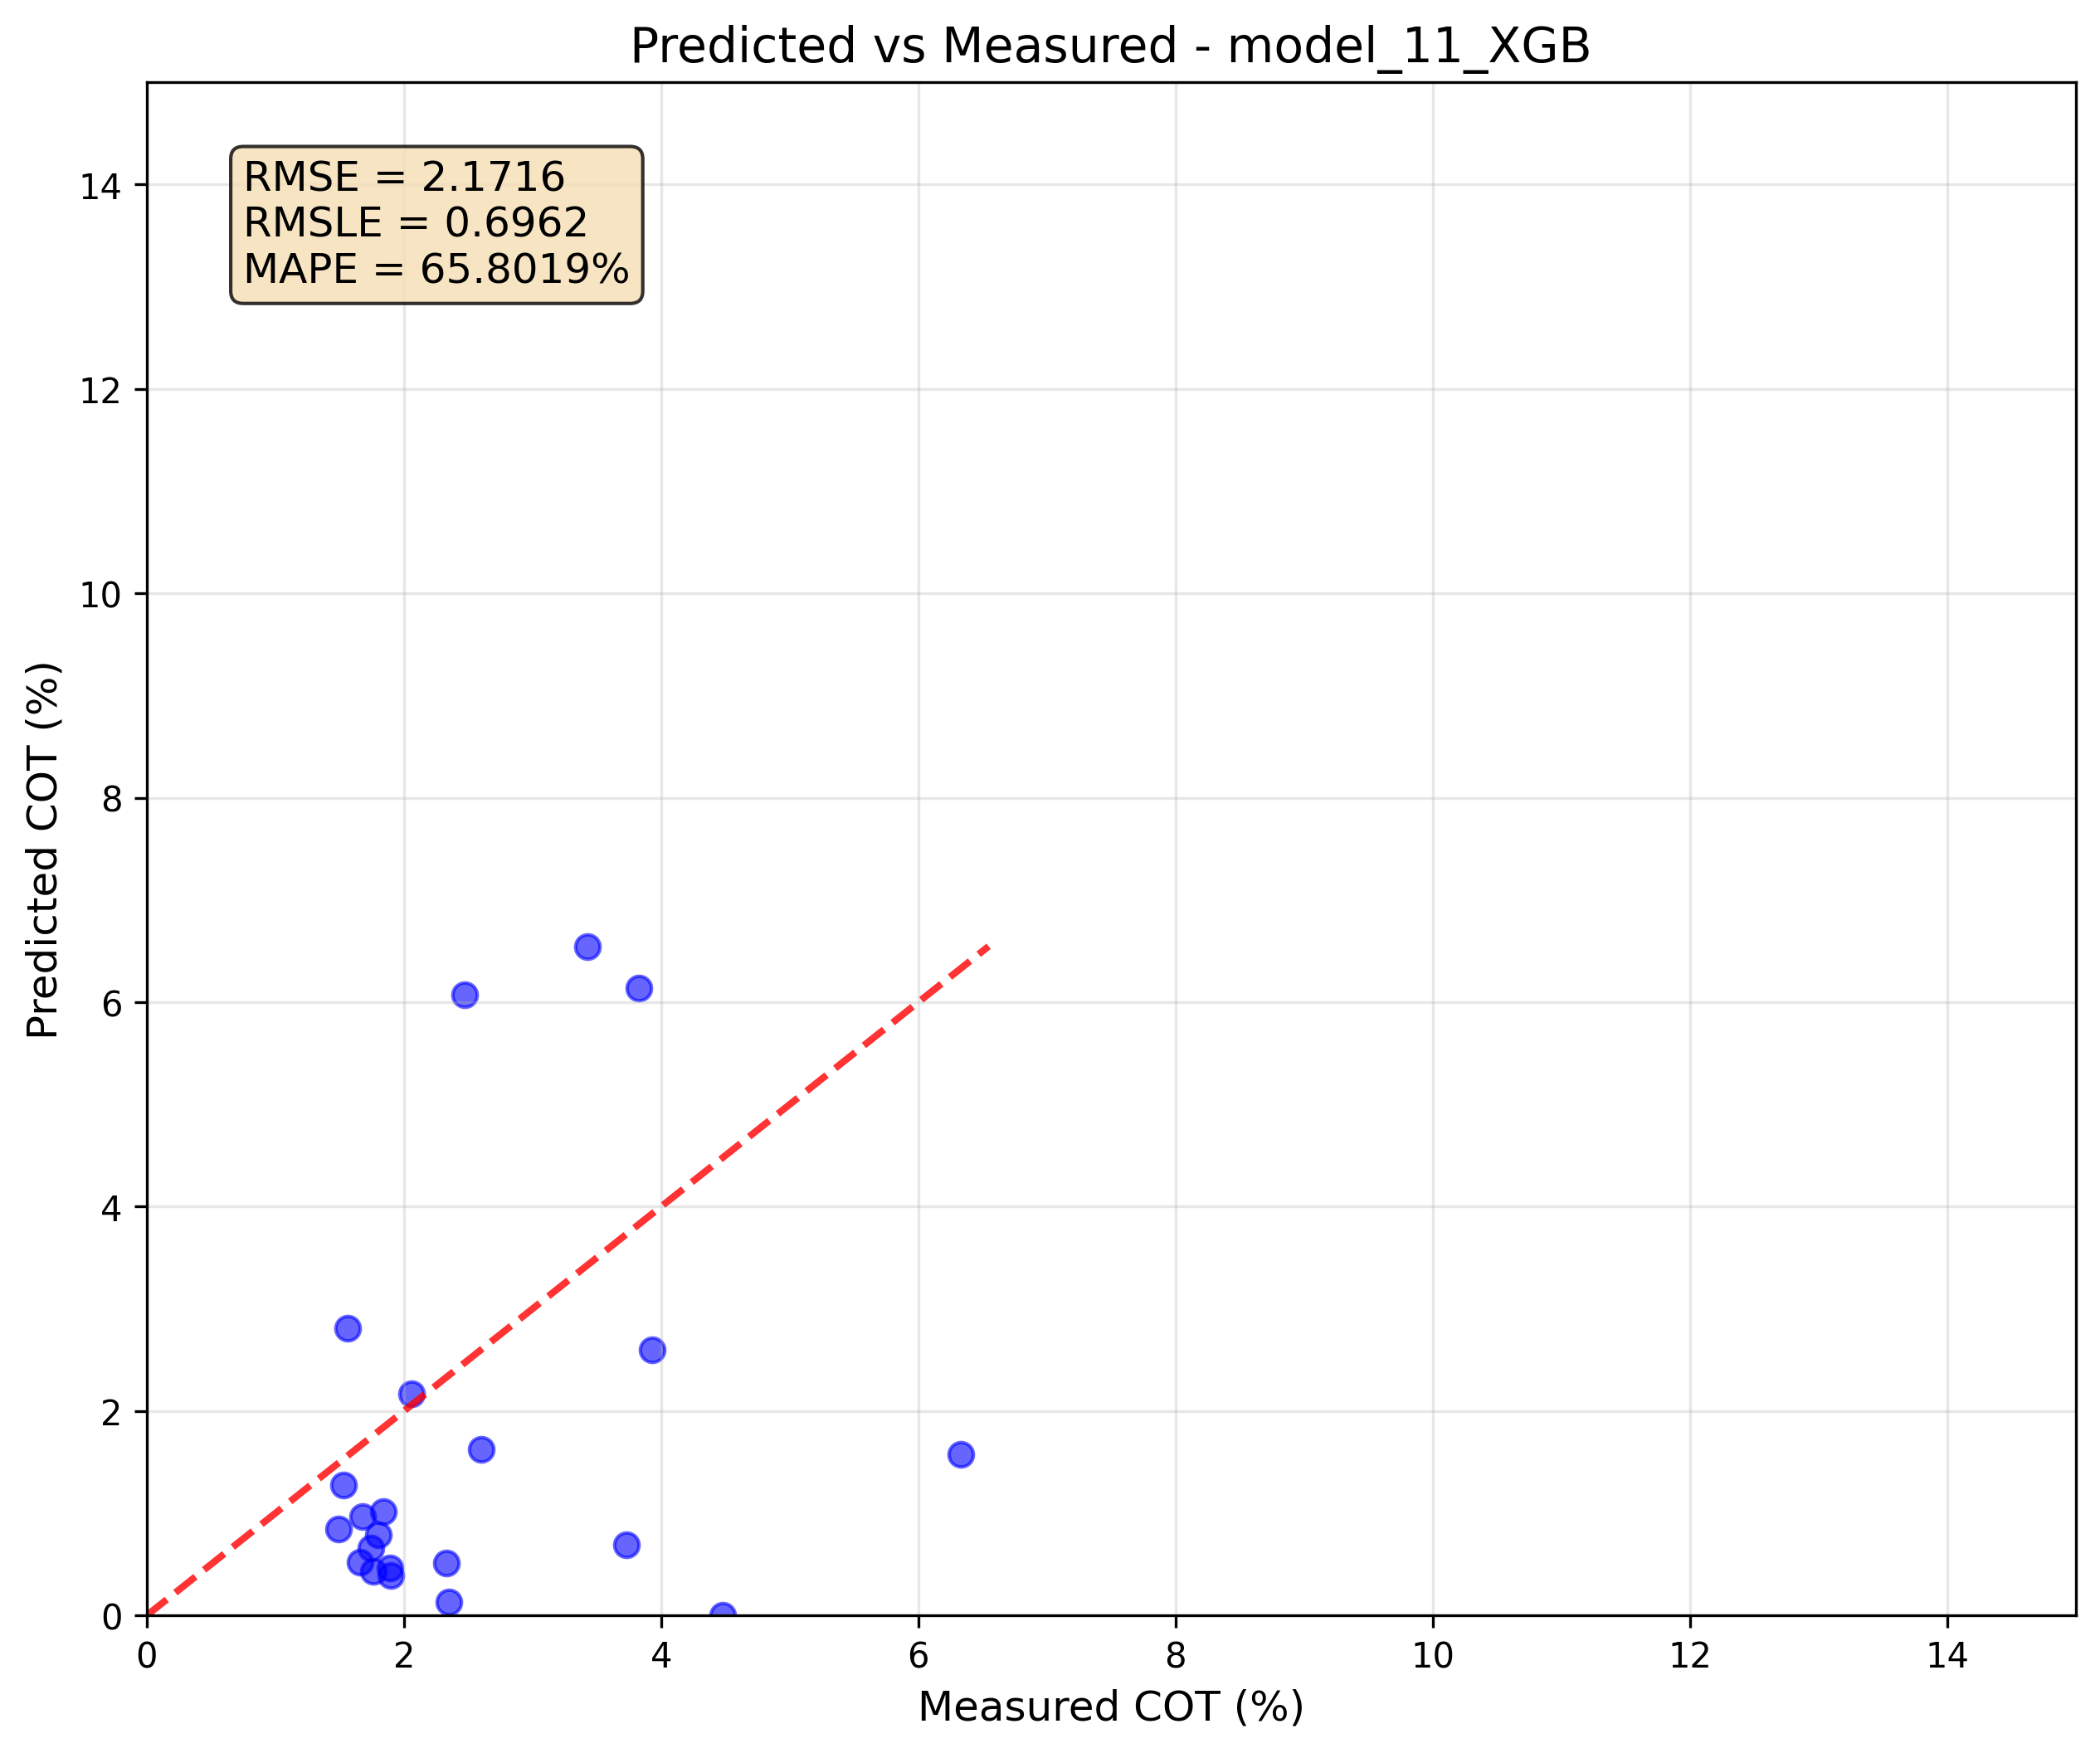 Predicted vs Measured - model_11_XGB
RMSE = 2.1716
RMSLE = 0.6962
MAPE = 65.8019%
14
12
10
8
6
4
2
0
Predicted COT (%)
0 2 4 6 8 10 12 14
Measured COT (%)